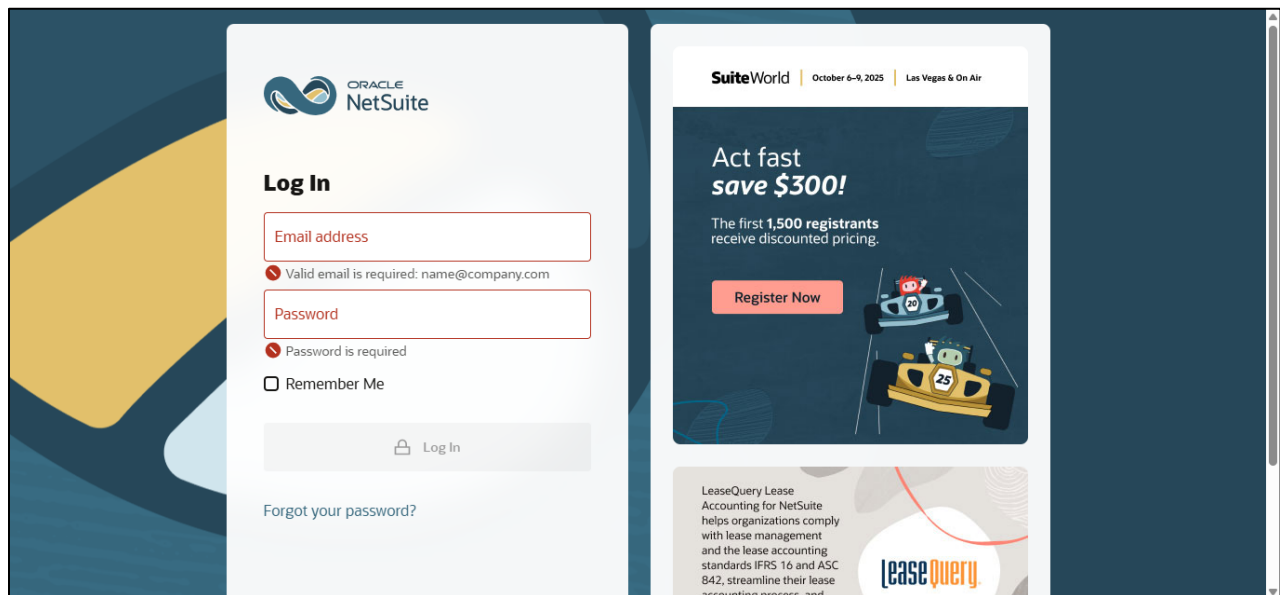 ORACLE
NetSuite
Log In
Email address
Valid email is required: name@company.com
Password
Password is required
Remember Me
Log In
Forgot your password?
SuiteWorld October 6–9, 2025 Las Vegas & On Air
Act fast
save $300!
The first 1,500 registrants
receive discounted pricing.
Register Now
20
25
LeaseQuery Lease
Accounting for NetSuite
helps organizations comply
with lease management
and the lease accounting
standards IFRS 16 and ASC
842, streamline their lease
accounting process, and
LeaseQuery.